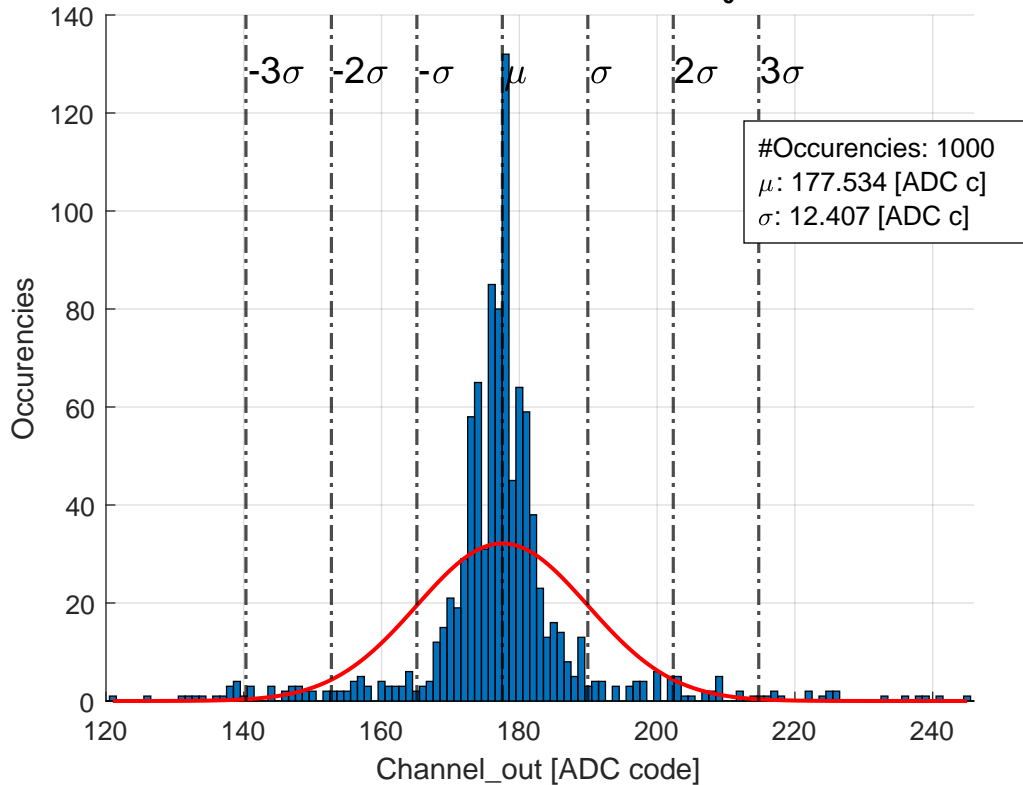 140
120
100
80
60
40
20
0
-3σ -2σ -σ μ σ 2σ 3σ
#Occurencies: 1000
μ: 177.534 [ADC c]
σ: 12.407 [ADC c]
Occurencies
120 140 160 180 200 220 240
Channel_out [ADC code]